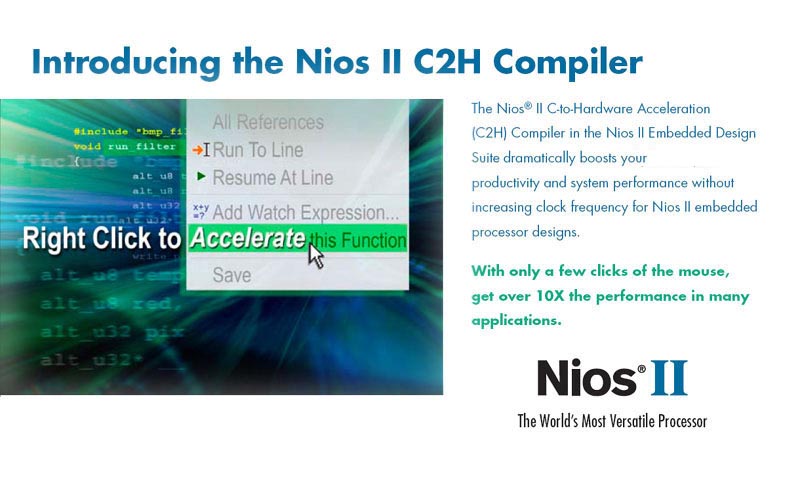 Introducing the Nios II C2H Compiler
#include "bmp_fi
void run_filter
{
#include "bmp
alt_u8
alt_u8
void run
alt_u32
alt_u32*
alt_u8 temp
alt_u8 red,
alt_u32 pix
alt_u32*
All References
Run To Line
Resume At Line
x+y
=?
Add Watch Expression...
Right Click to Accelerate this Function
Save
The Nios® II C-to-Hardware Acceleration
(C2H) Compiler in the Nios II Embedded Design
Suite dramatically boosts your
productivity and system performance without
increasing clock frequency for Nios II embedded
processor designs.
With only a few clicks of the mouse,
get over 10X the performance in many
applications.
Nios® II
The World's Most Versatile Processor